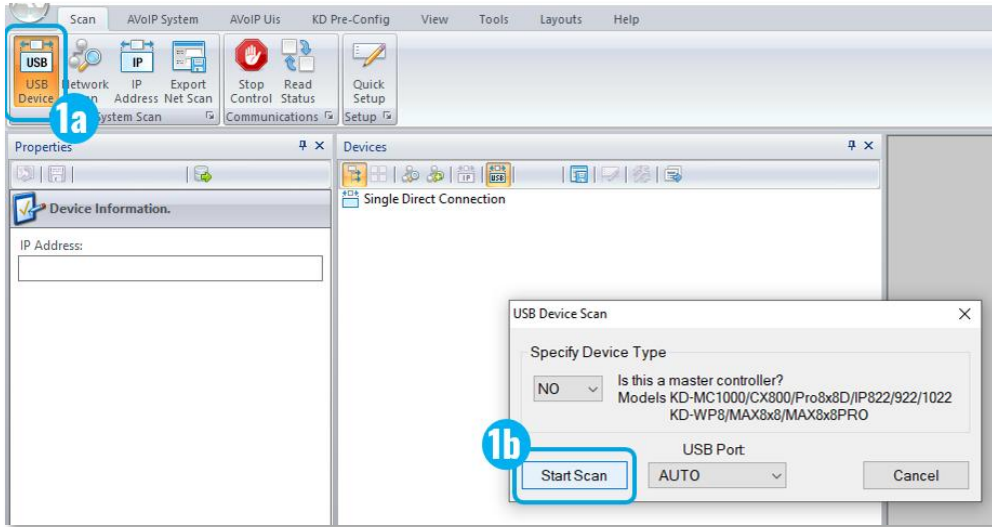 Scan AVoIP System AVoIP Uis KD Pre-Config View Tools Layouts Help
USB IP
USB Device Network IP Address Export Net Scan Stop Control Read Status Quick Setup
1a
System Scan Communications Setup
Properties Devices
IP USB
Device Information.
Single Direct Connection
IP Address:
USB Device Scan
Specify Device Type
NO Is this a master controller?
Models KD-MC1000/CX800/Pro8x8D/IP822/922/1022
KD-WP8/MAX8x8/MAX8x8PRO
1b
USB Port
Start Scan AUTO Cancel